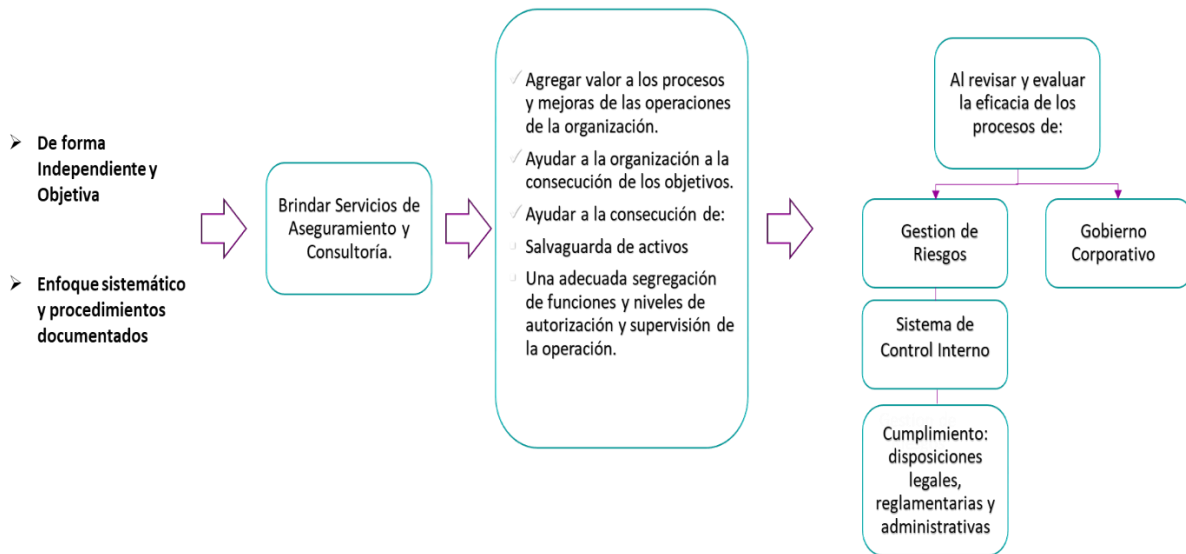 De forma
Independiente y
Objetiva
Enfoque sistemático
y procedimientos
documentados
Brindar Servicios de
Aseguramiento y
Consultoría.
Agregar valor a los procesos
y mejoras de las operaciones
de la organización.
Ayudar a la organización a la
consecución de los objetivos.
Ayudar a la consecución de:
Salvaguarda de activos
Una adecuada segregación
de funciones y niveles de
autorización y supervisión de
la operación.
Al revisar y evaluar
la eficacia de los
procesos de:
Gestion de
Riesgos
Gobierno
Corporativo
Sistema de
Control Interno
Cumplimiento:
disposiciones
legales,
reglamentarias y
administrativas